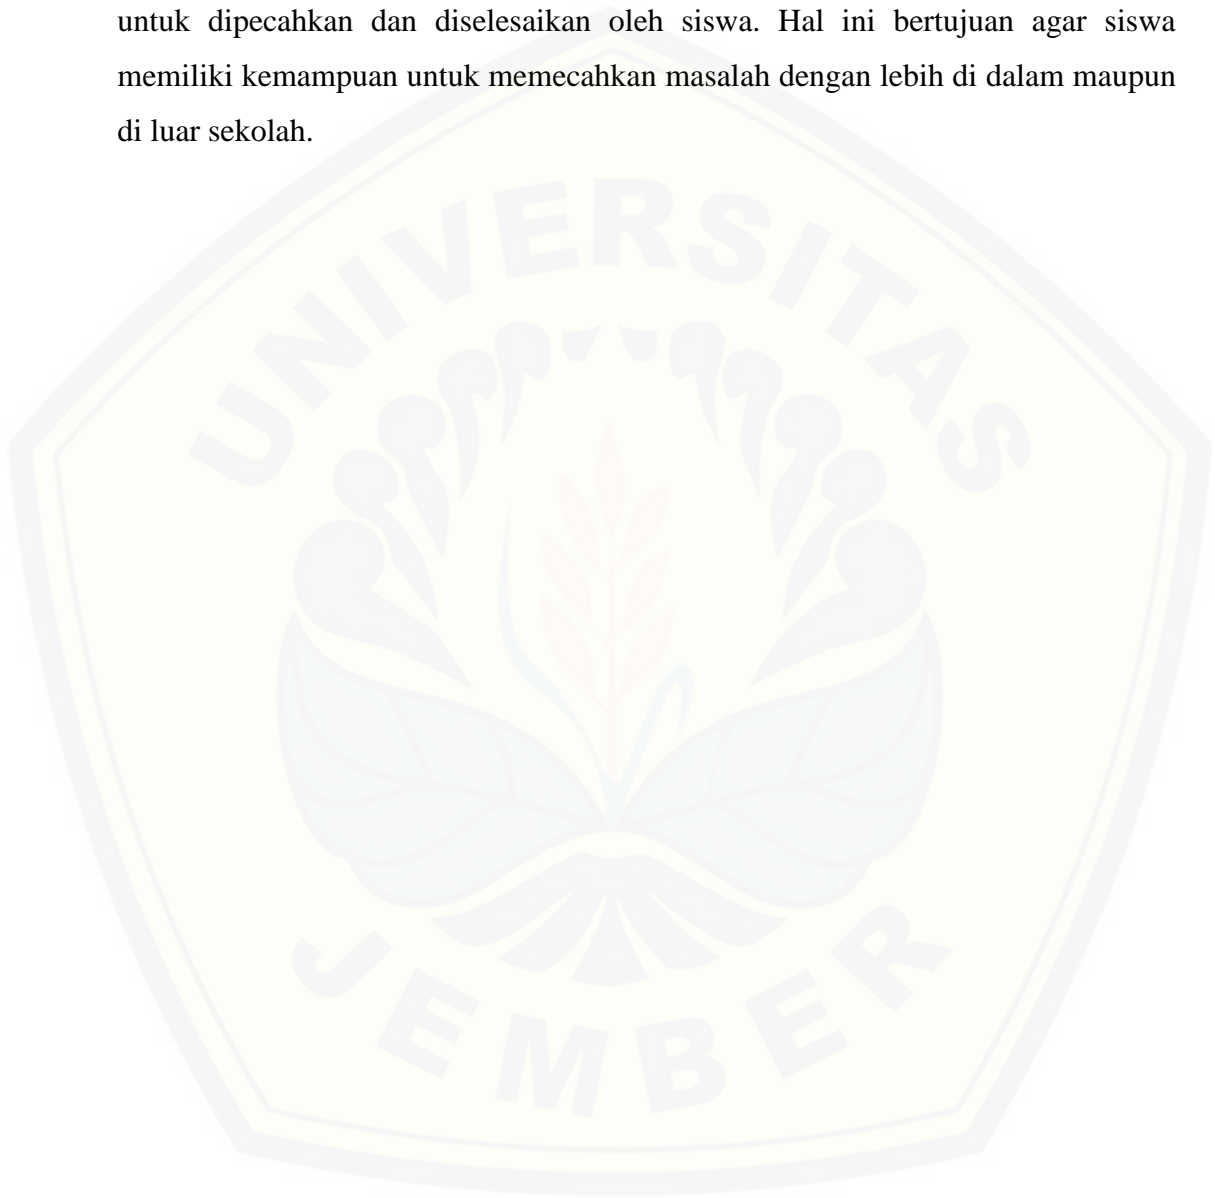 untuk dipecahkan dan diselesaikan oleh siswa. Hal ini bertujuan agar siswa
memiliki kemampuan untuk memecahkan masalah dengan lebih di dalam maupun
di luar sekolah.
UNIVERSITAS
JEMBER